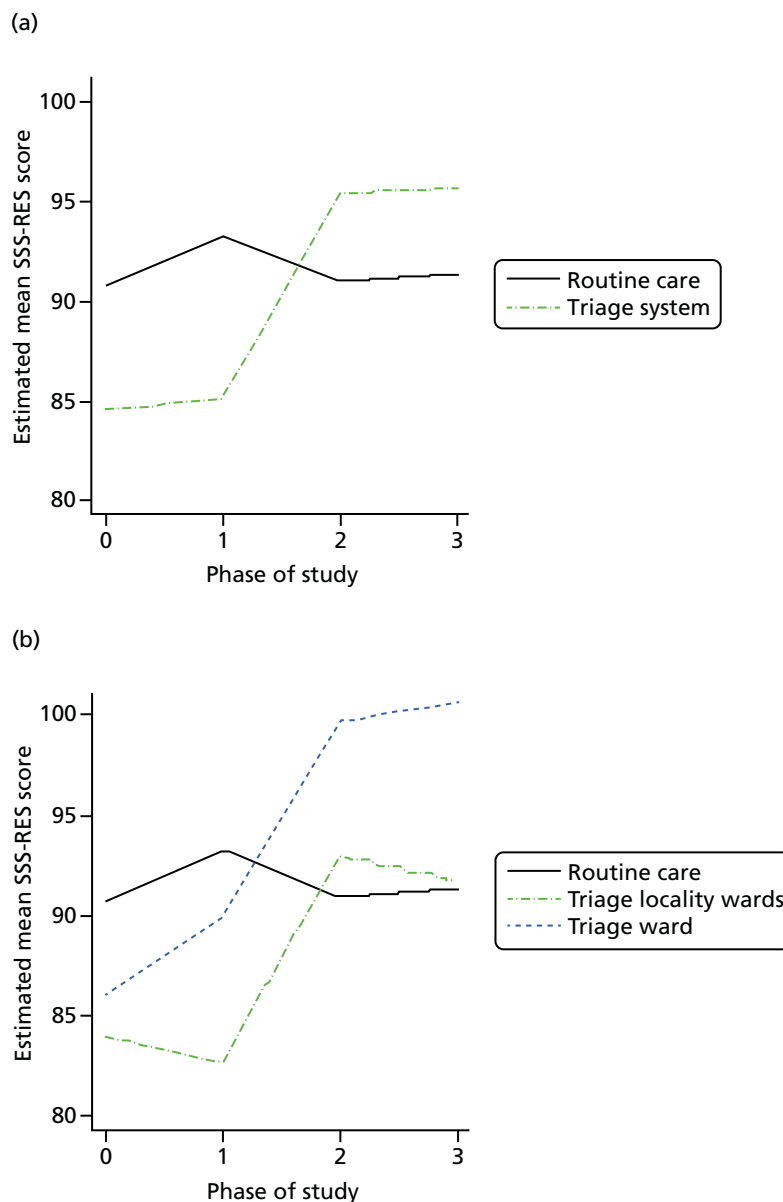 (a)
Estimated mean SSS-RES score
100
95
90
85
80
0 1 2 3
Phase of study
Routine care
Triage system
(b)
Estimated mean SSS-RES score
100
95
90
85
80
0 1 2 3
Phase of study
Routine care
Triage locality wards
Triage ward